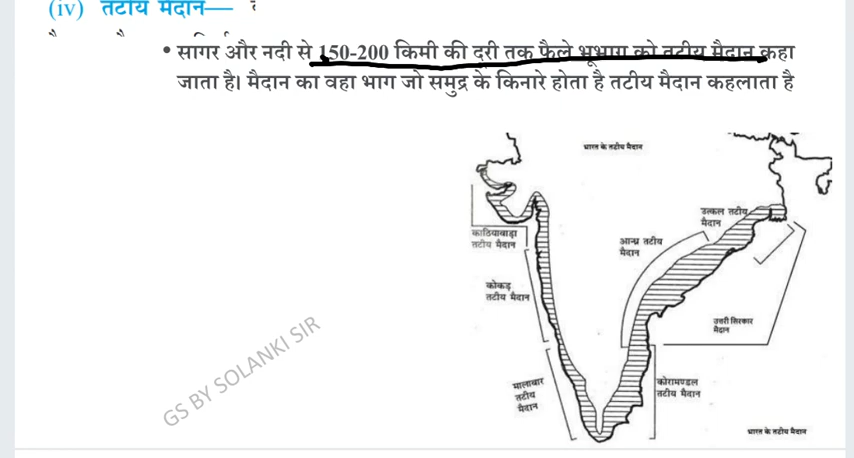 (iv) तटीय मैदान—
• सागर और नदी से 150-200 किमी की दूरी तक फैले भूभाग को तटीय मैदान कहा
जाता है। मैदान का वहा भाग जो समुद्र के किनारे होता है तटीय मैदान कहलाता है
भारत के तटीय मैदान
उत्कल तटीय
मैदान
काठियावाड़ा
तटीय मैदान
आन्ध्र तटीय
मैदान
कोंकड़
तटीय मैदान
उत्तरी सिरकार
मैदान
मालाबार
तटीय
मैदान
कोरामण्डल
तटीय मैदान
भारत के तटीय मैदान
GS BY SOLANKI SIR